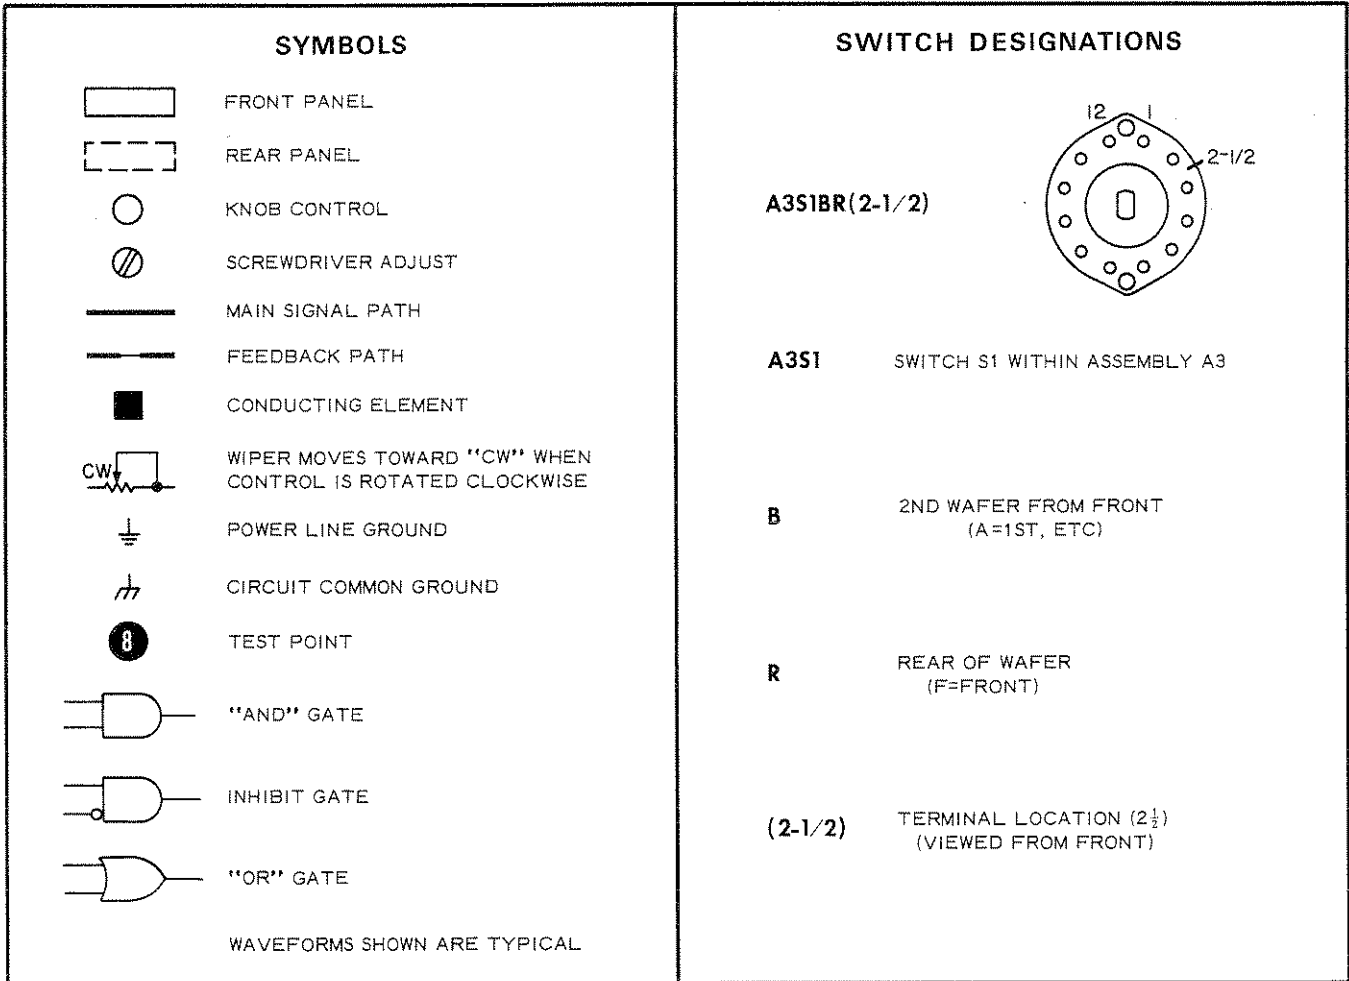 SYMBOLS
FRONT PANEL
REAR PANEL
KNOB CONTROL
SCREWDRIVER ADJUST
MAIN SIGNAL PATH
FEEDBACK PATH
CONDUCTING ELEMENT
CW
WIPER MOVES TOWARD "CW" WHEN
CONTROL IS ROTATED CLOCKWISE
POWER LINE GROUND
CIRCUIT COMMON GROUND
8
TEST POINT
"AND" GATE
INHIBIT GATE
"OR" GATE
WAVEFORMS SHOWN ARE TYPICAL
SWITCH DESIGNATIONS
12 1
2-1/2
A3S1BR(2-1/2)
A3S1 SWITCH S1 WITHIN ASSEMBLY A3
B 2ND WAFER FROM FRONT
(A=1ST, ETC)
R REAR OF WAFER
(F=FRONT)
(2-1/2) TERMINAL LOCATION (2½)
(VIEWED FROM FRONT)